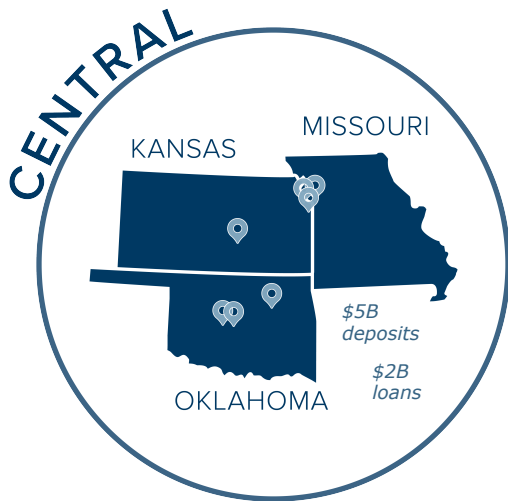 CENTRAL
MISSOURI
KANSAS
$5B
deposits
$2B
loans
OKLAHOMA